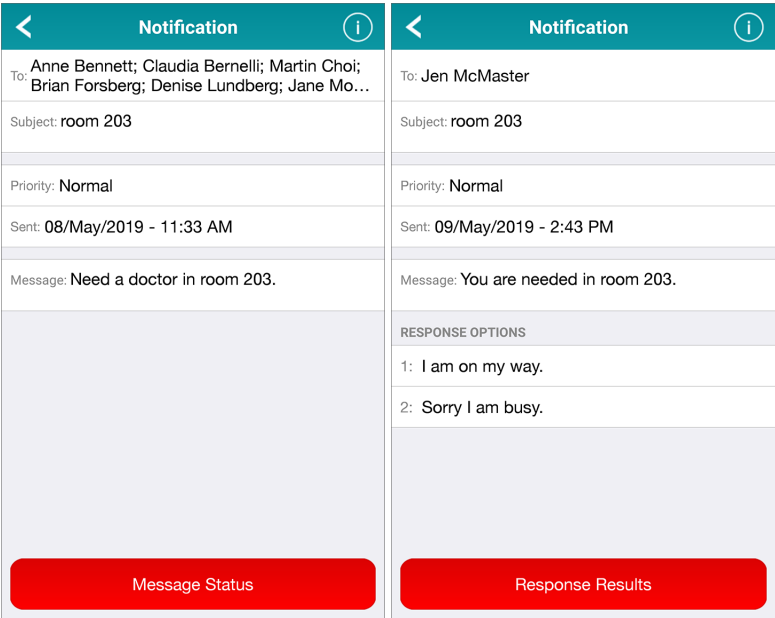 Notification
To: Anne Bennett; Claudia Bernelli; Martin Choi;
Brian Forsberg; Denise Lundberg; Jane Mo...
Subject: room 203
Priority: Normal
Sent: 08/May/2019 - 11:33 AM
Message: Need a doctor in room 203.
Message Status
Notification
To: Jen McMaster
Subject: room 203
Priority: Normal
Sent: 09/May/2019 - 2:43 PM
Message: You are needed in room 203.
RESPONSE OPTIONS
1: I am on my way.
2: Sorry I am busy.
Response Results